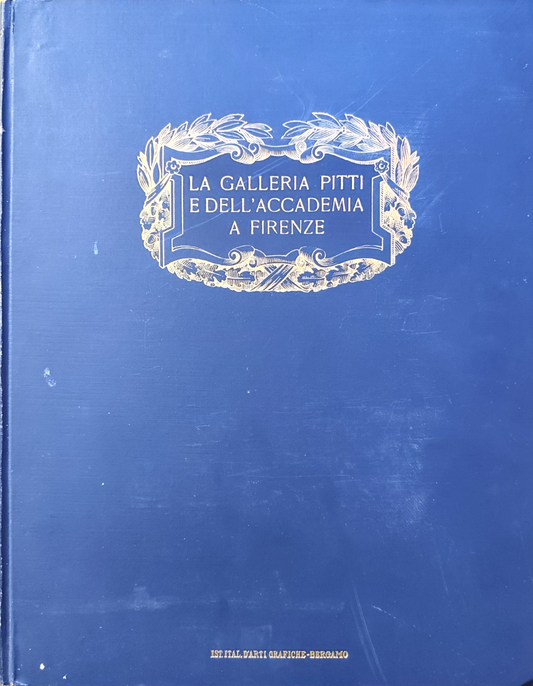 LA GALLERIA PITTI
E DELL'ACCADEMIA
A FIRENZE
IST. ITAL. D'ARTI GRAFICHE-BERGAMO